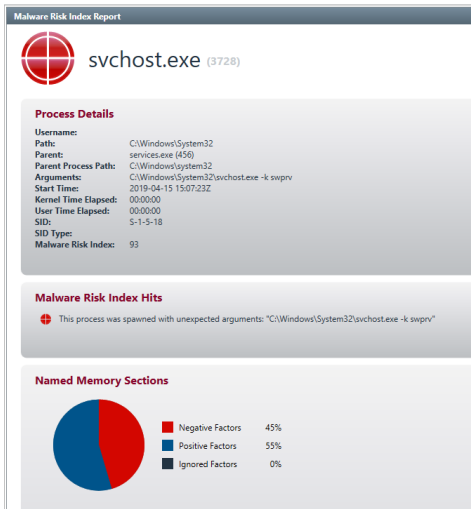 Malware Risk Index Report
svchost.exe (3728)
Process Details
Username:
Path: C:\Windows\System32
Parent: services.exe (456)
Parent Process Path: C:\Windows\system32
Arguments: C:\Windows\System32\svchost.exe -k swprv
Start Time: 2019-04-15 15:07:23Z
Kernel Time Elapsed: 00:00:00
User Time Elapsed: 00:00:00
SID: S-1-5-18
SID Type:
Malware Risk Index: 93
Malware Risk Index Hits
This process was spawned with unexpected arguments: "C:\Windows\System32\svchost.exe -k swprv"
Named Memory Sections
Negative Factors 45%
Positive Factors 55%
Ignored Factors 0%